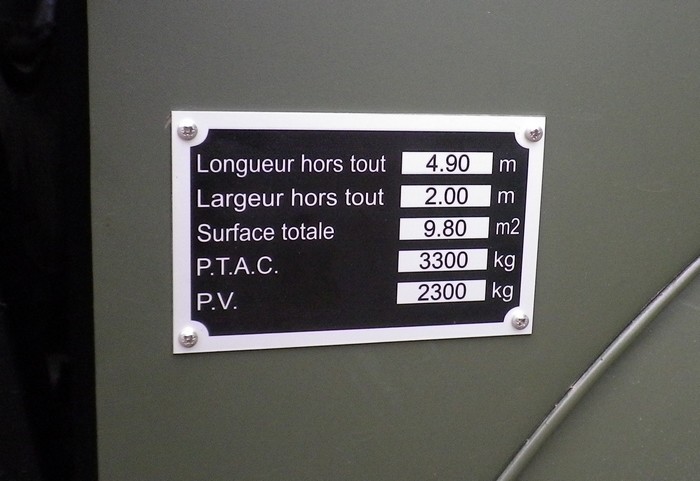 Longueur hors tout 4.90 m
Largeur hors tout 2.00 m
Surface totale 9.80 m2
P.T.A.C. 3300 kg
P.V. 2300 kg